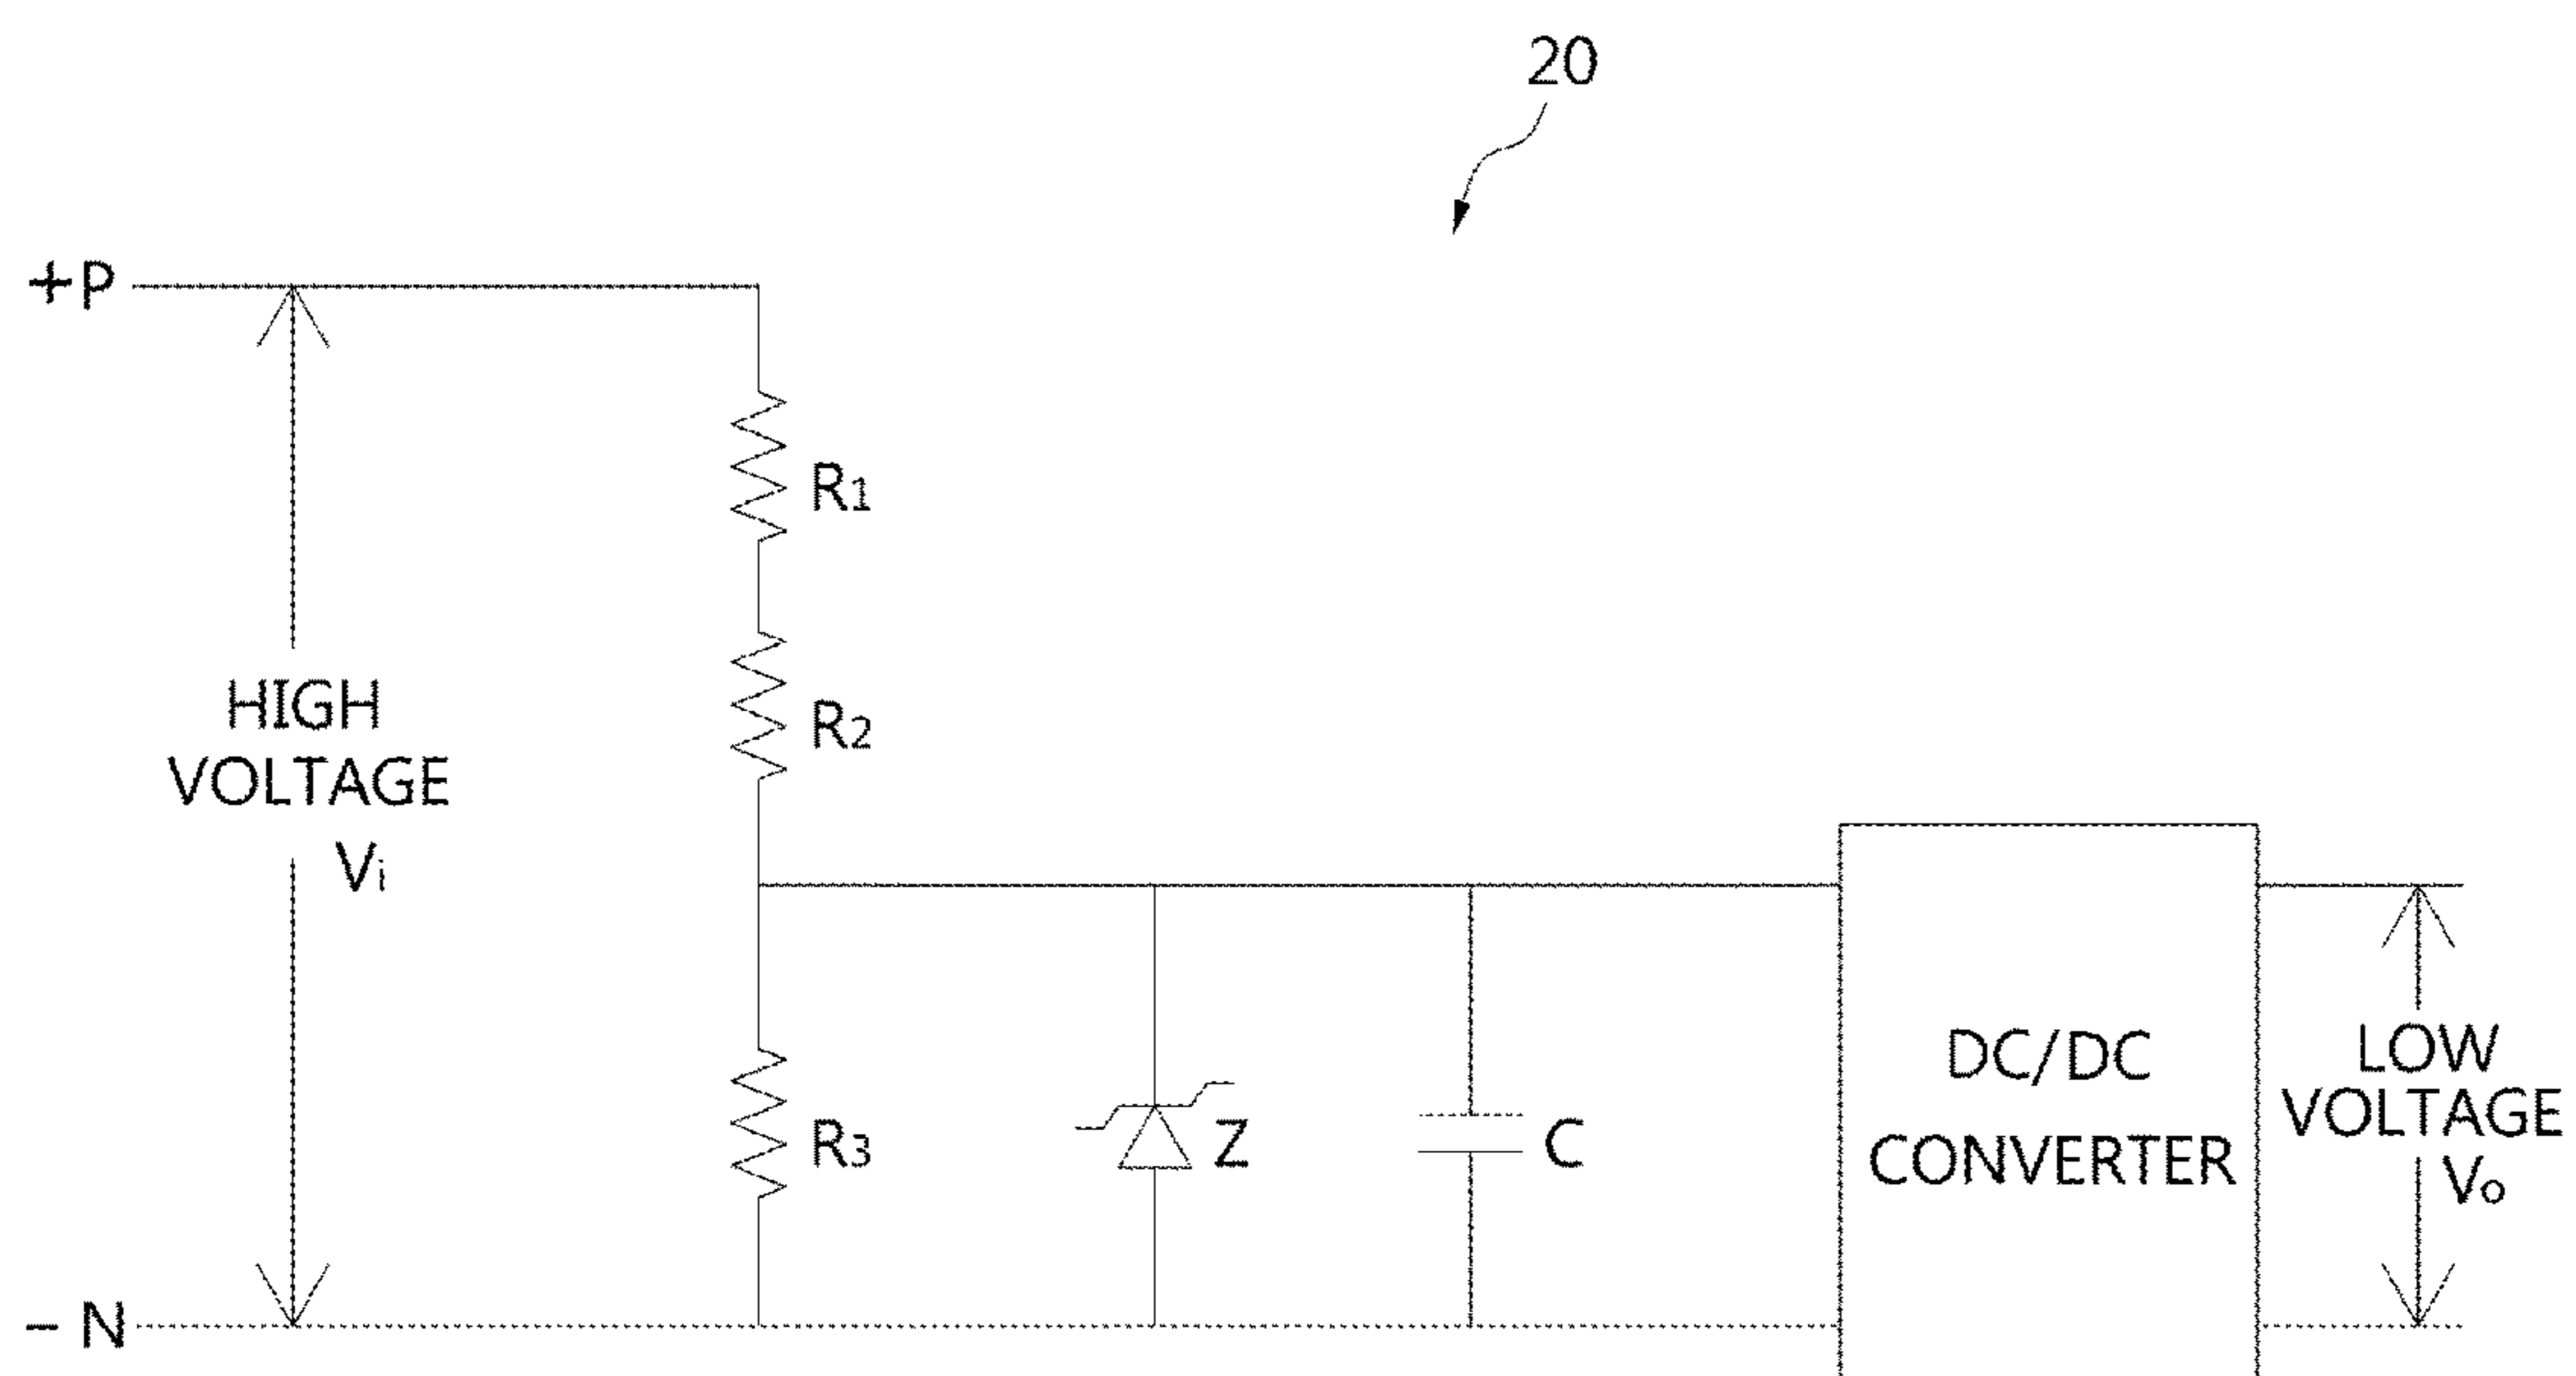 20
+P
R1
HIGH
VOLTAGE
Vi
R2
R3
Z
C
DC/DC
CONVERTER
LOW
VOLTAGE
Vo
– N